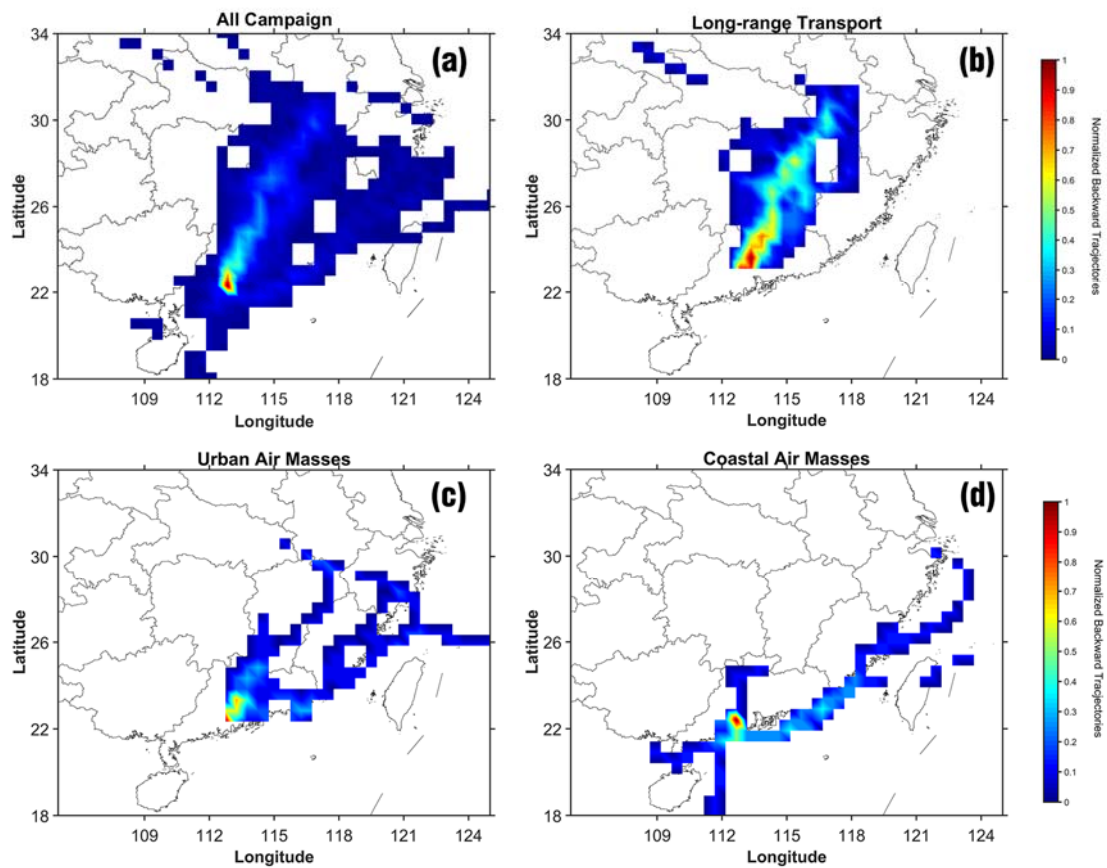 All Campaign
(a)
34
30
26
22
18
Latitude
109 112 115 118 121 124
Longitude
Long-range Transport
(b)
34
30
26
22
18
Latitude
109 112 115 118 121 124
Longitude
1
0.9
0.8
0.7
0.6
0.5
0.4
0.3
0.2
0.1
0
Normalized Backward Tracjectories
Urban Air Masses
(c)
34
30
26
22
18
Latitude
109 112 115 118 121 124
Longitude
Coastal Air Masses
(d)
34
30
26
22
18
Latitude
109 112 115 118 121 124
Longitude
1
0.9
0.8
0.7
0.6
0.5
0.4
0.3
0.2
0.1
0
Normalized Backward Tracjectories